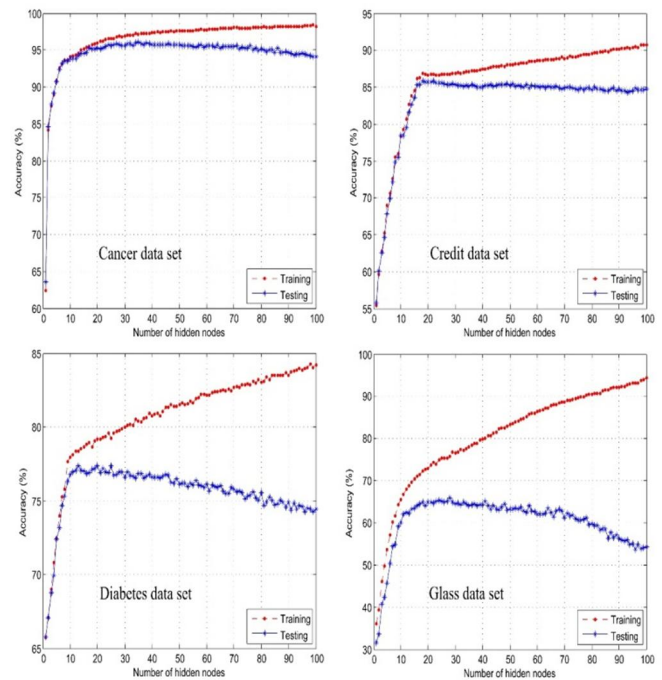 100
95
90
85
80
75
70
65
60
Accuracy (%)
Cancer data set
Training
Testing
0 10 20 30 40 50 60 70 80 90 100
Number of hidden nodes
95
90
85
80
75
70
65
60
55
Accuracy (%)
Credit data set
Training
Testing
0 10 20 30 40 50 60 70 80 90 100
Number of hidden nodes
85
80
75
70
65
Accuracy (%)
Diabetes data set
Training
Testing
0 10 20 30 40 50 60 70 80 90 100
Number of hidden nodes
100
90
80
70
60
50
40
30
Accuracy (%)
Glass data set
Training
Testing
0 10 20 30 40 50 60 70 80 90 100
Number of hidden nodes